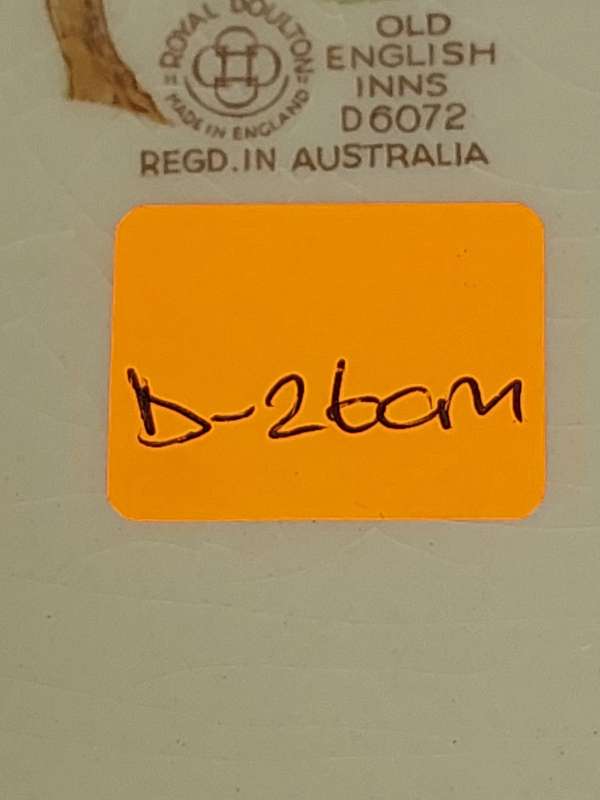 ROYAL DOULTON
MADE IN ENGLAND
OLD
ENGLISH
INNS
D6072
REGD. IN AUSTRALIA
D-26cm